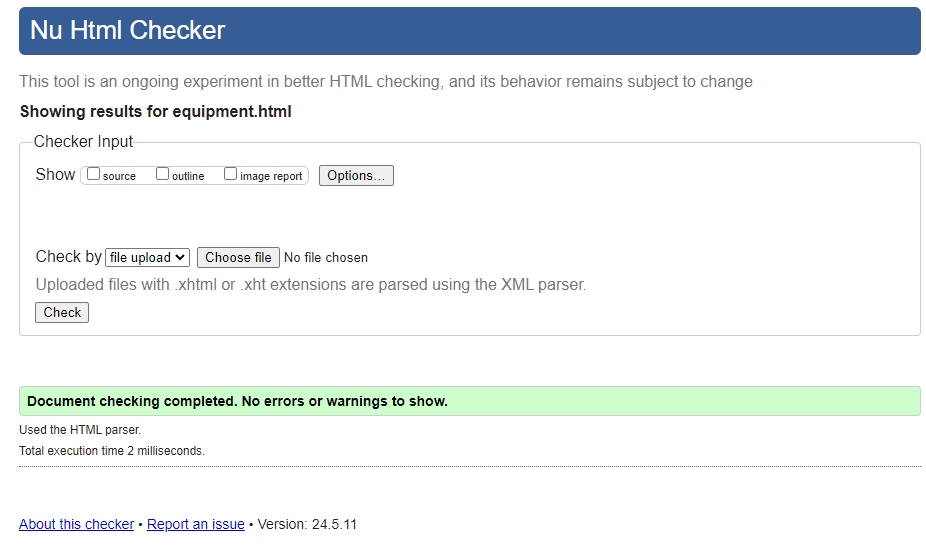 Nu Html Checker
This tool is an ongoing experiment in better HTML checking, and its behavior remains subject to change
Showing results for equipment.html
Checker Input
Show source outline image report Options...
Check by file upload Choose file No file chosen
Uploaded files with .xhtml or .xht extensions are parsed using the XML parser.
Check
Document checking completed. No errors or warnings to show.
Used the HTML parser.
Total execution time 2 milliseconds.
About this checker • Report an issue • Version: 24.5.11